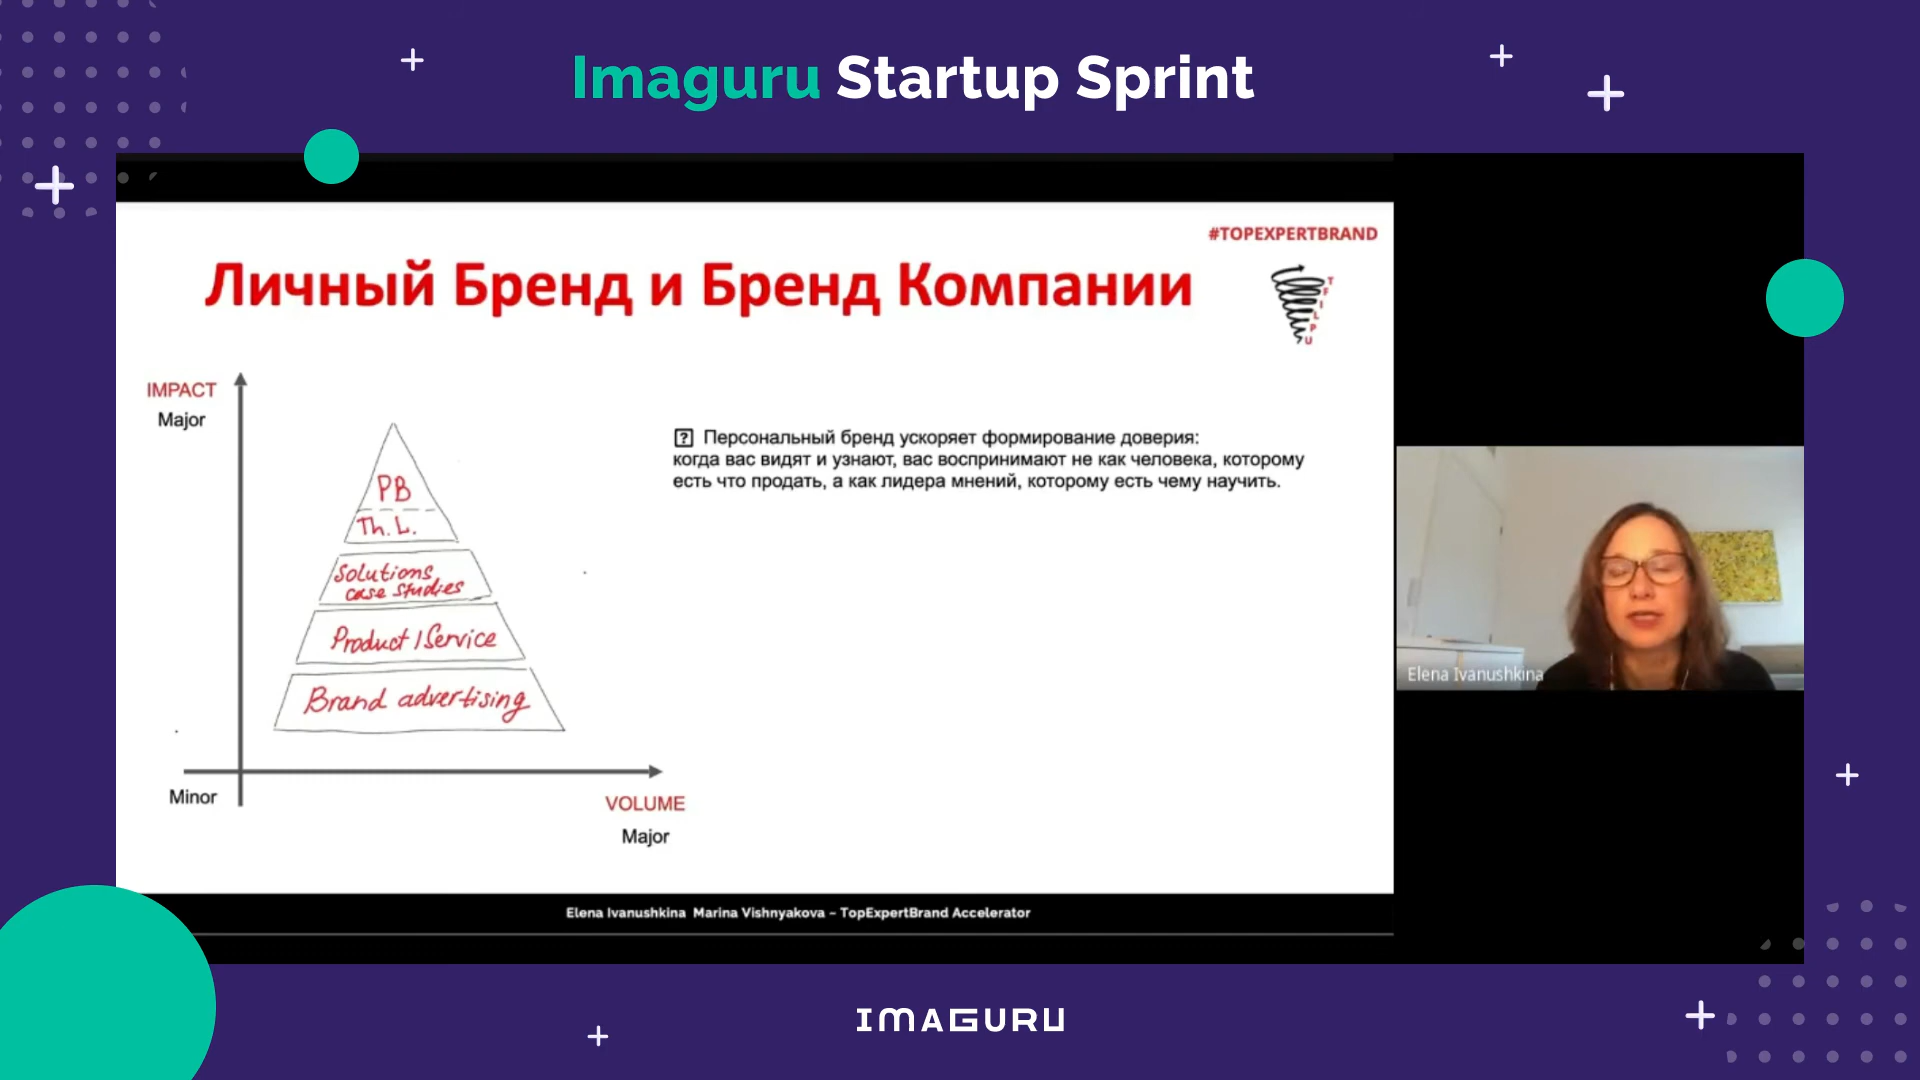 Imaguru Startup Sprint
#TOPEXPERTBRAND
Личный Бренд и Бренд Компании
T
F
I
L
P
U
IMPACT
Major
PB
Th. L.
Solutions
case studies
Product / Service
Brand advertising
Minor
VOLUME
Major
? Персональный бренд ускоряет формирование доверия:
когда вас видят и узнают, вас воспринимают не как человека, которому
есть что продать, а как лидера мнений, которому есть чему научить.
Elena Ivanushkina
Elena Ivanushkina Marina Vishnyakova – TopExpertBrand Accelerator
IMAGURU